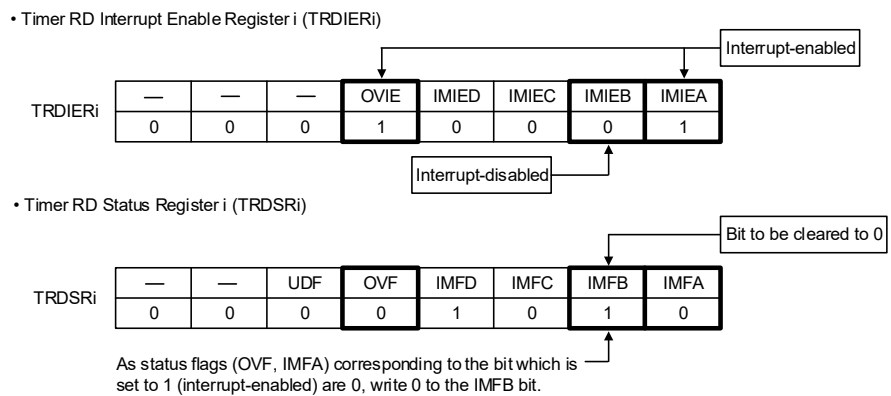 • Timer RD Interrupt Enable Register i (TRDIERi)
Interrupt-enabled
TRDIERi
— — — OVIE IMIED IMIEC IMIEB IMIEA
0 0 0 1 0 0 0 1
Interrupt-disabled
• Timer RD Status Register i (TRDSRi)
Bit to be cleared to 0
TRDSRi
— — UDF OVF IMFD IMFC IMFB IMFA
0 0 0 0 1 0 1 0
As status flags (OVF, IMFA) corresponding to the bit which is
set to 1 (interrupt-enabled) are 0, write 0 to the IMFB bit.